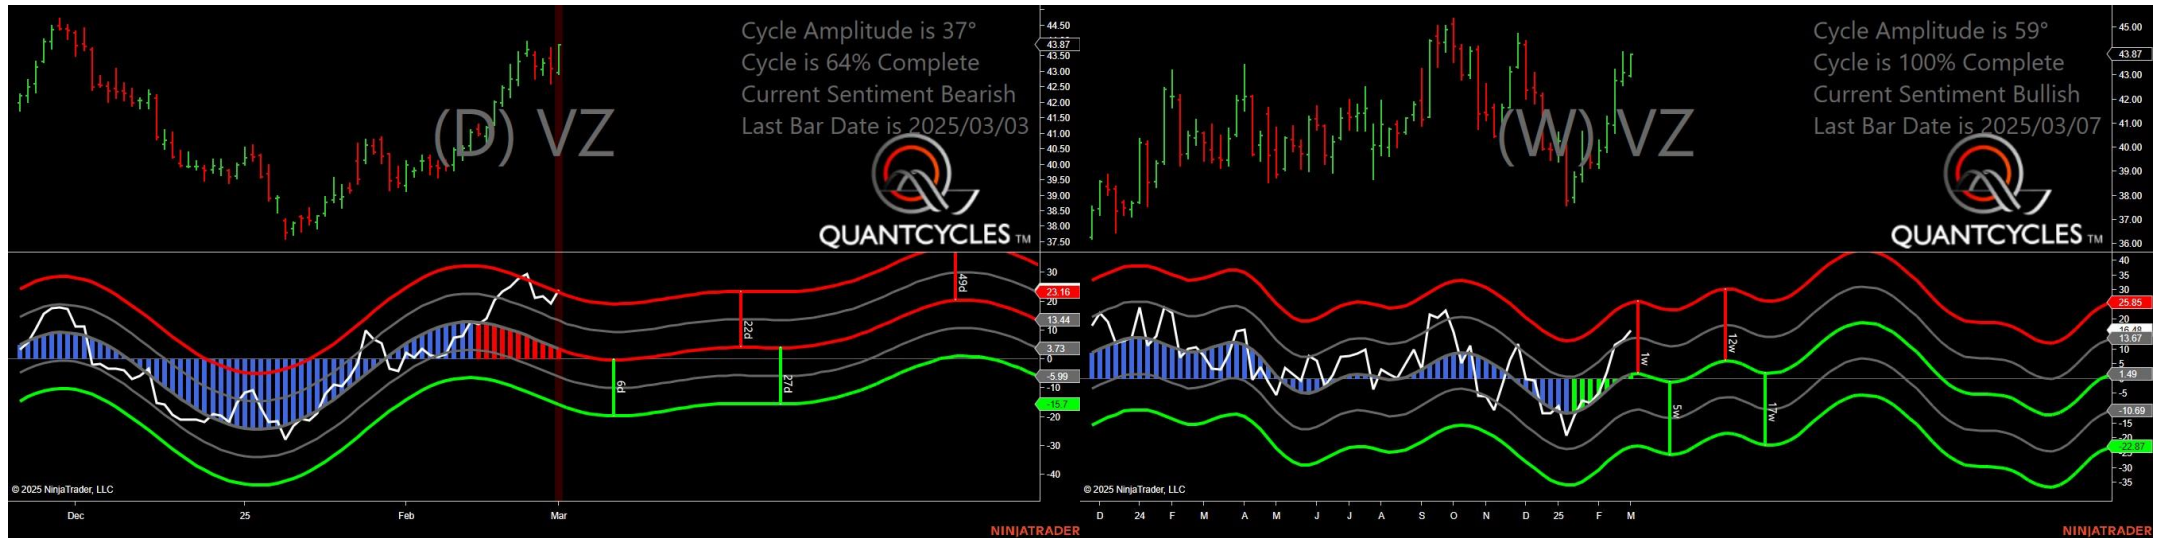 Cycle Amplitude is 37°
Cycle is 64% Complete
Current Sentiment Bearish
Last Bar Date is 2025/03/03
(D) VZ
QUANTCYCLES TM
44.50
43.87
43.50
43.00
42.50
42.00
41.50
41.00
40.50
40.00
39.50
39.00
38.50
38.00
37.50
30
23.16
20
13.44
10
3.73
0
-5.99
-10
-15.7
-20
-30
-40
6d
22d
27d
49d
© 2025 NinjaTrader, LLC
Dec
25
Feb
Mar
NINJATRADER
Cycle Amplitude is 59°
Cycle is 100% Complete
Current Sentiment Bullish
Last Bar Date is 2025/03/07
(W) VZ
QUANTCYCLES TM
45.00
43.87
43.00
42.00
41.00
40.00
39.00
38.00
37.00
36.00
40
35
30
25.85
20
16.48
13.67
10
5
1.49
-5
-10.69
-15
-20
-22.87
-25
-30
-35
1w
5w
12w
17w
© 2025 NinjaTrader, LLC
D 24 F M A M J J A S O N D 25 F M
NINJATRADER